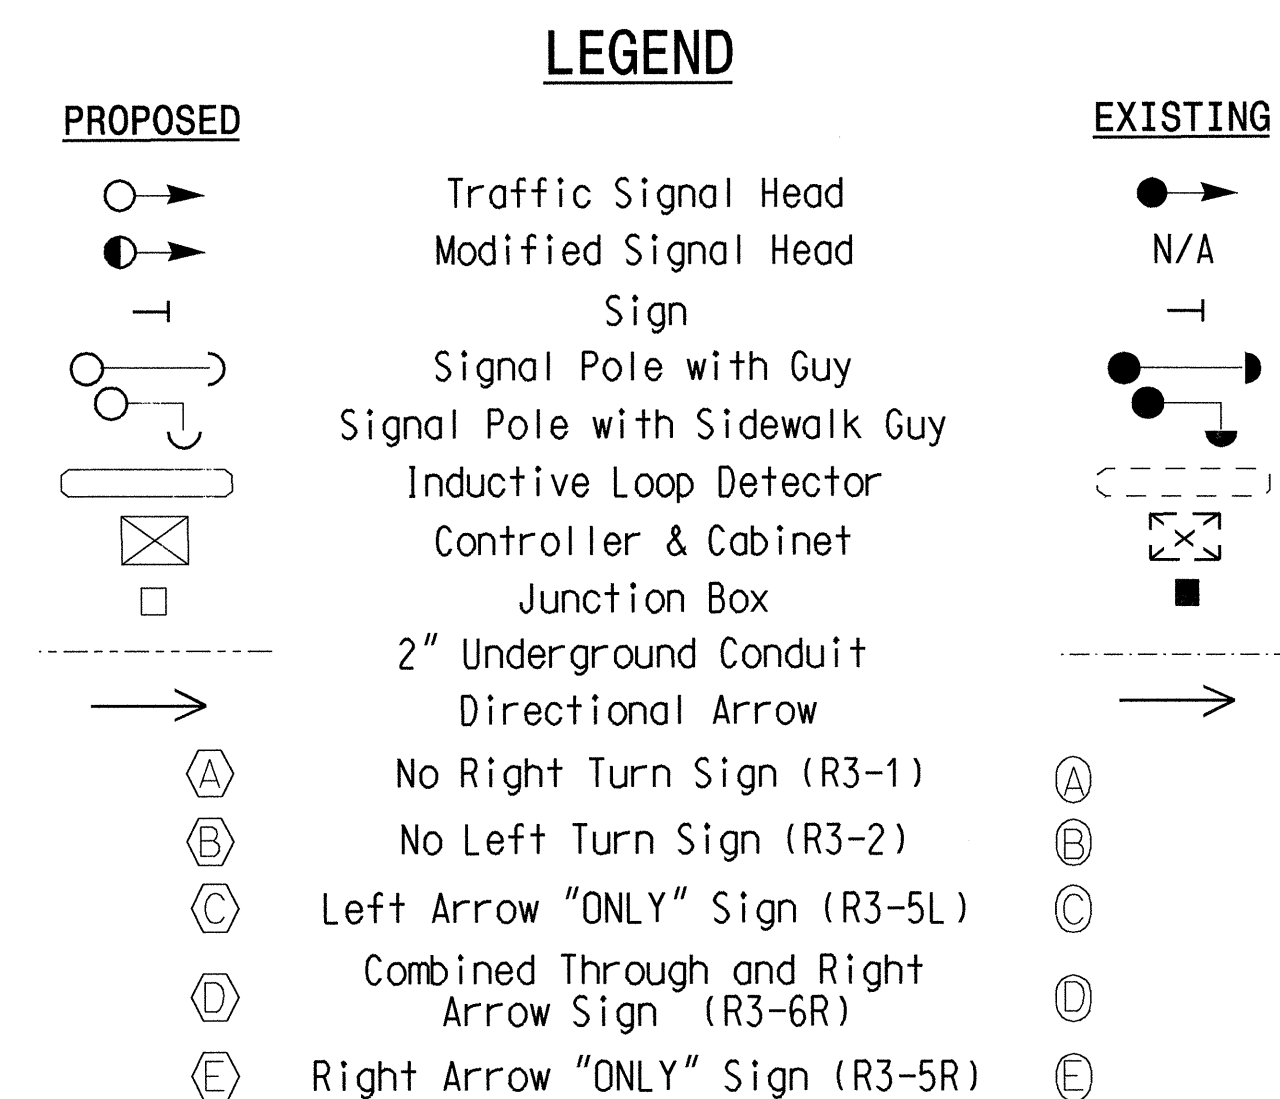 LEGEND
PROPOSED EXISTING
Traffic Signal Head
Modified Signal Head N/A
Sign
Signal Pole with Guy
Signal Pole with Sidewalk Guy
Inductive Loop Detector
Controller & Cabinet
Junction Box
2" Underground Conduit
Directional Arrow
A No Right Turn Sign (R3-1) A
B No Left Turn Sign (R3-2) B
C Left Arrow "ONLY" Sign (R3-5L) C
Combined Through and Right
D Arrow Sign (R3-6R) D
E Right Arrow "ONLY" Sign (R3-5R) E